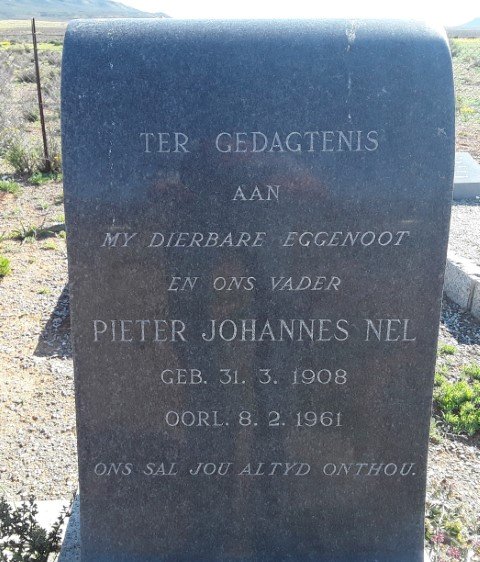 TER GEDAGTENIS
AAN
MY DIERBARE EGGENOOT
EN ONS VADER
PIETER JOHANNES NEL
GEB. 31. 3. 1908
OORL. 8. 2. 1961
ONS SAL JOU ALTYD ONTHOU.